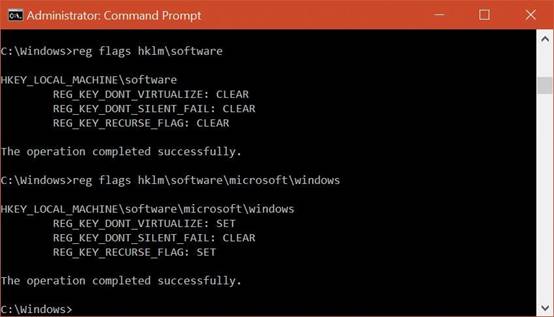 Administrator: Command Prompt
C:\Windows>reg flags hklm\software
HKEY_LOCAL_MACHINE\software
REG_KEY_DONT_VIRTUALIZE: CLEAR
REG_KEY_DONT_SILENT_FAIL: CLEAR
REG_KEY_RECURSE_FLAG: CLEAR
The operation completed successfully.
C:\Windows>reg flags hklm\software\microsoft\windows
HKEY_LOCAL_MACHINE\software\microsoft\windows
REG_KEY_DONT_VIRTUALIZE: SET
REG_KEY_DONT_SILENT_FAIL: CLEAR
REG_KEY_RECURSE_FLAG: SET
The operation completed successfully.
C:\Windows>